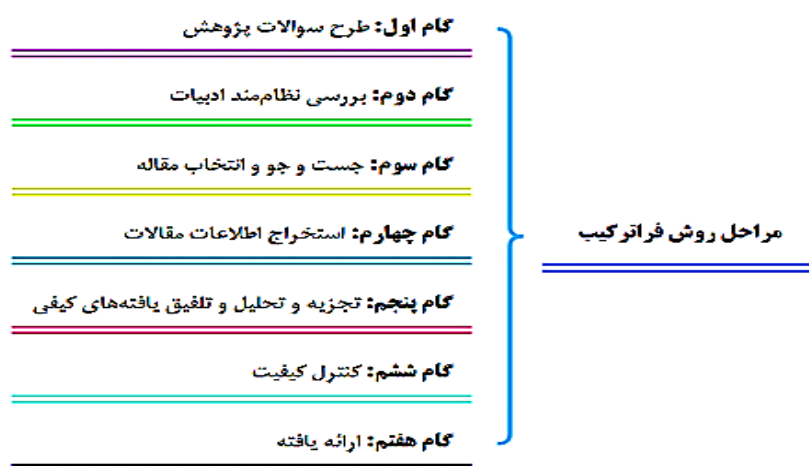 گام اول: طرح سوالات پژوهش
گام دوم: بررسی نظام‌مند ادبیات
گام سوم: جست و جو و انتخاب مقاله
گام چهارم: استخراج اطلاعات مقالات
گام پنجم: تجزیه و تحلیل و تلفیق یافته‌های کیفی
گام ششم: کنترل کیفیت
گام هفتم: ارائه یافته
مراحل روش فراترکیب